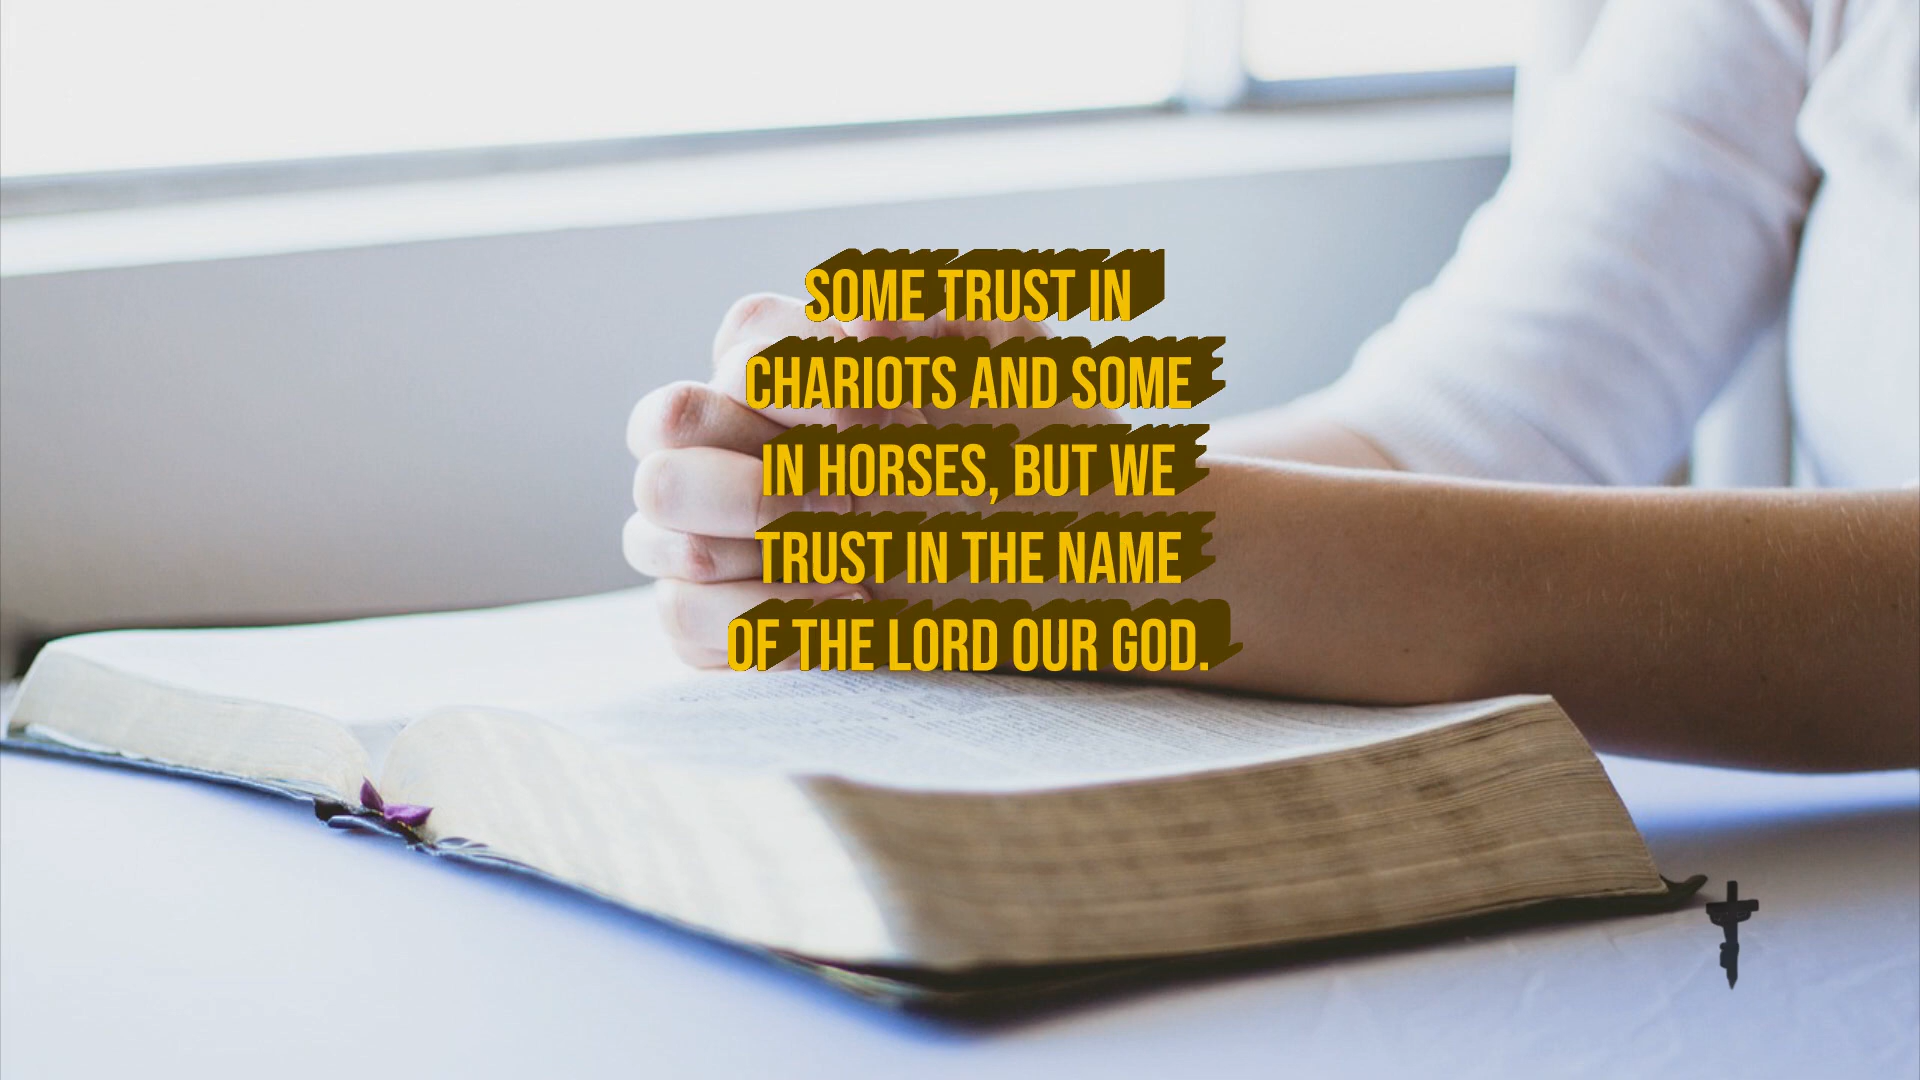 SOME TRUST IN
CHARIOTS AND SOME
IN HORSES, BUT WE
TRUST IN THE NAME
OF THE LORD OUR GOD.